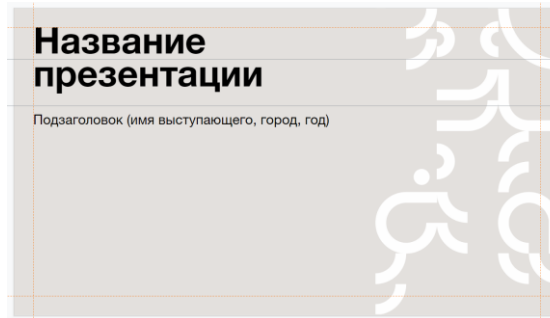 Название
презентации
Подзаголовок (имя выступающего, город, год)